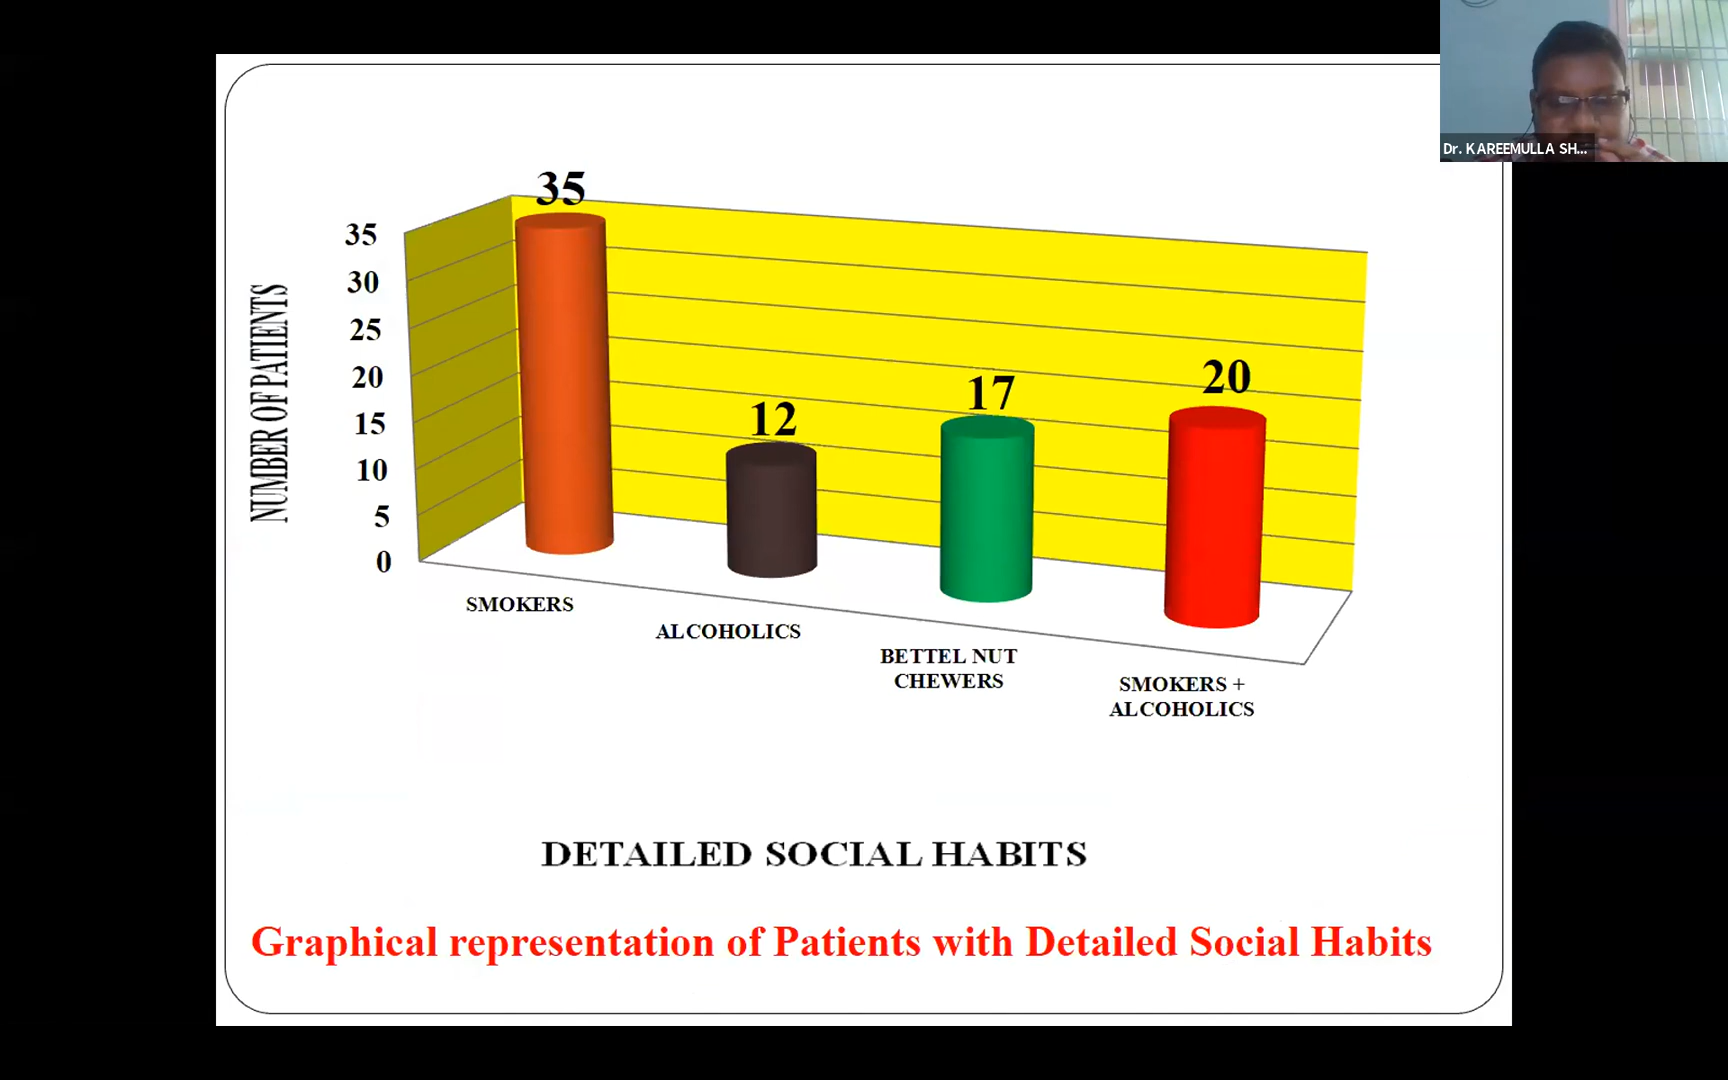 Dr. KAREEMULLA SH...
35
12
17
20
35
30
25
20
15
10
5
0
NUMBER OF PATIENTS
SMOKERS
ALCOHOLICS
BETTEL NUT
CHEWERS
SMOKERS +
ALCOHOLICS
DETAILED SOCIAL HABITS
Graphical representation of Patients with Detailed Social Habits